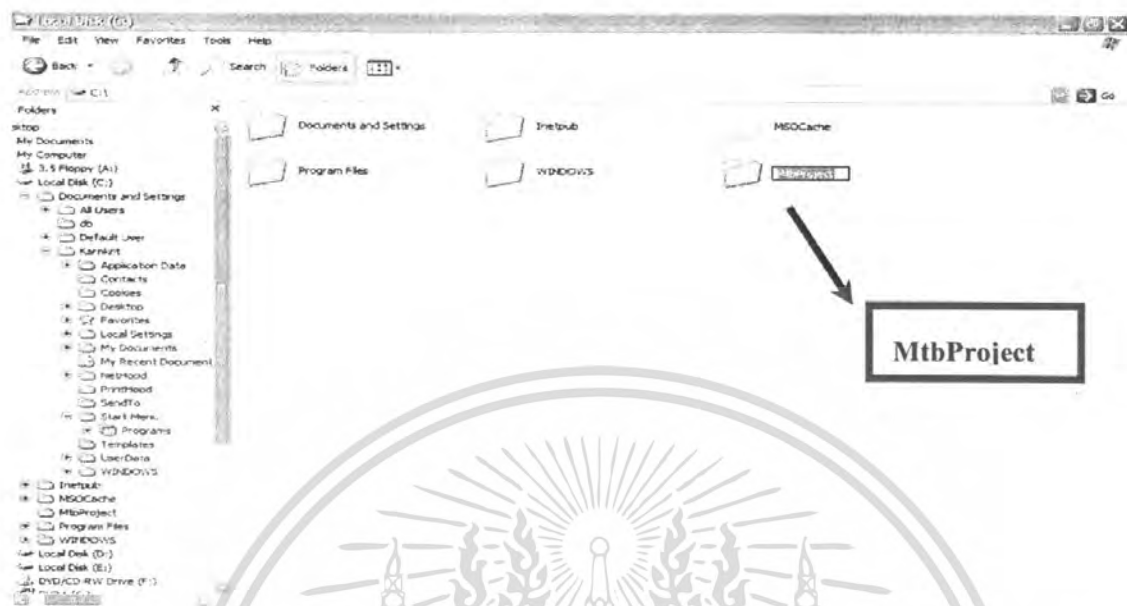 Local Disk (C:)
File Edit View Favorites Tools Help
Back Search Folders
Address C:\ Go
Folders
sktop
My Documents
My Computer
3.5 Floppy (A:)
Local Disk (C:)
Documents and Settings
All Users
db
Default User
Karnkrit
Application Data
Contacts
Cookies
Desktop
Favorites
Local Settings
My Documents
My Recent Document
NetHood
PrintHood
SendTo
Start Menu
Programs
Templates
UserData
WINDOWS
Inetpub
MSOCache
MtbProject
Program Files
WINDOWS
Local Disk (D:)
Local Disk (E:)
DVD/CD-RW Drive (F:)
Documents and Settings Inetpub MSOCache
Program Files WINDOWS MtbProject
MtbProject